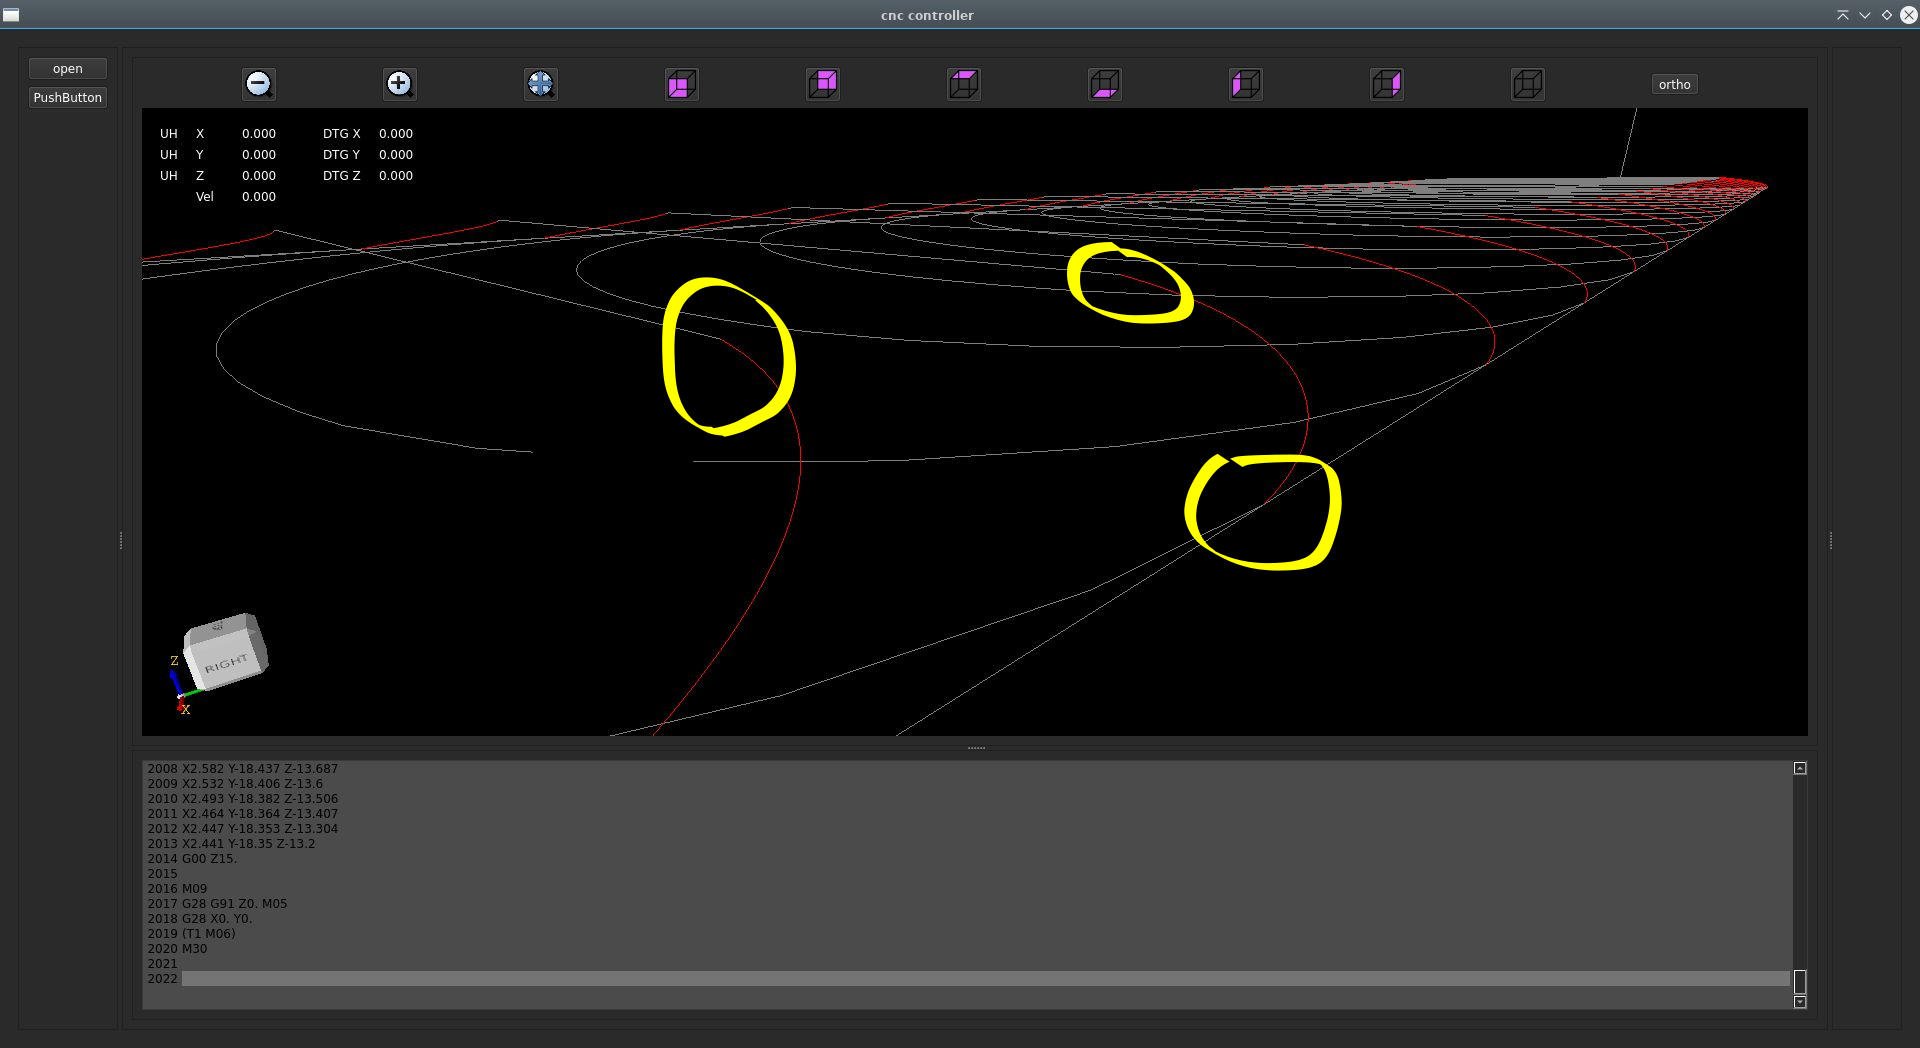 cnc controller
open
PushButton
ortho
UH X 0.000 DTG X 0.000
UH Y 0.000 DTG Y 0.000
UH Z 0.000 DTG Z 0.000
Vel 0.000
Z
RIGHT
X
2008 X2.582 Y-18.437 Z-13.687
2009 X2.532 Y-18.406 Z-13.6
2010 X2.493 Y-18.382 Z-13.506
2011 X2.464 Y-18.364 Z-13.407
2012 X2.447 Y-18.353 Z-13.304
2013 X2.441 Y-18.35 Z-13.2
2014 G00 Z15.
2015
2016 M09
2017 G28 G91 Z0. M05
2018 G28 X0. Y0.
2019 (T1 M06)
2020 M30
2021
2022